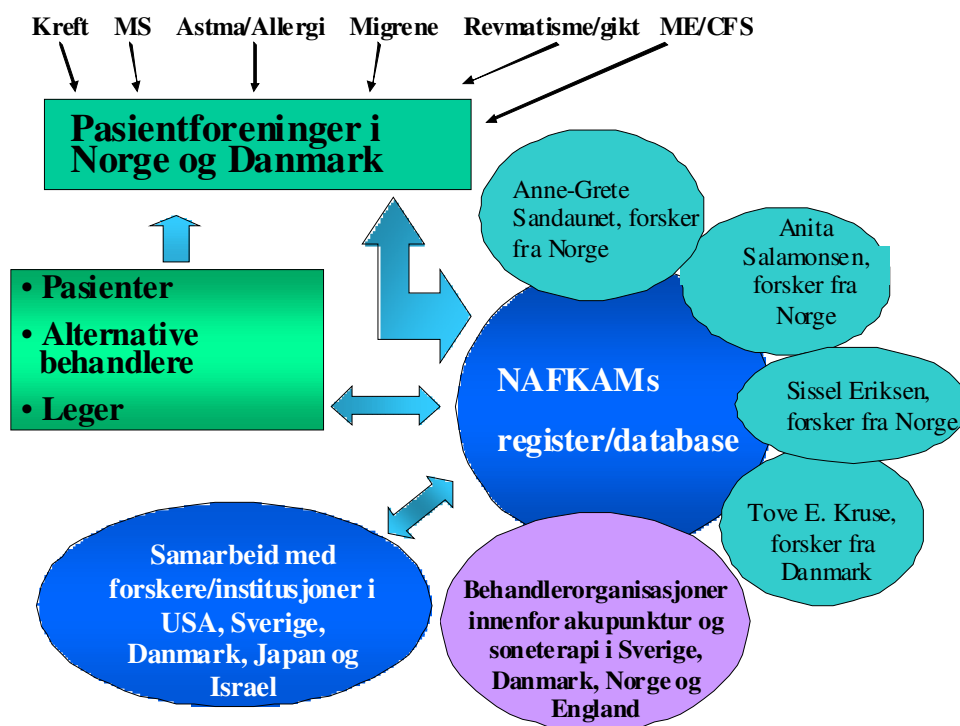 Kreft MS Astma/Allergi Migrene Revmatisme/gikt ME/CFS
Pasientforeninger i
Norge og Danmark
Anne-Grete
Sandaunet, forsker
fra Norge
Anita
Salamonsen,
forsker fra
Norge
• Pasienter
• Alternative
behandlere
• Leger
NAFKAMs
register/database
Sissel Eriksen,
forsker fra Norge
Tove E. Kruse,
forsker fra
Danmark
Samarbeid med
forskere/institusjoner i
USA, Sverige,
Danmark, Japan og
Israel
Behandlerorganisasjoner
innenfor akupunktur og
soneterapi i Sverige,
Danmark, Norge og
England